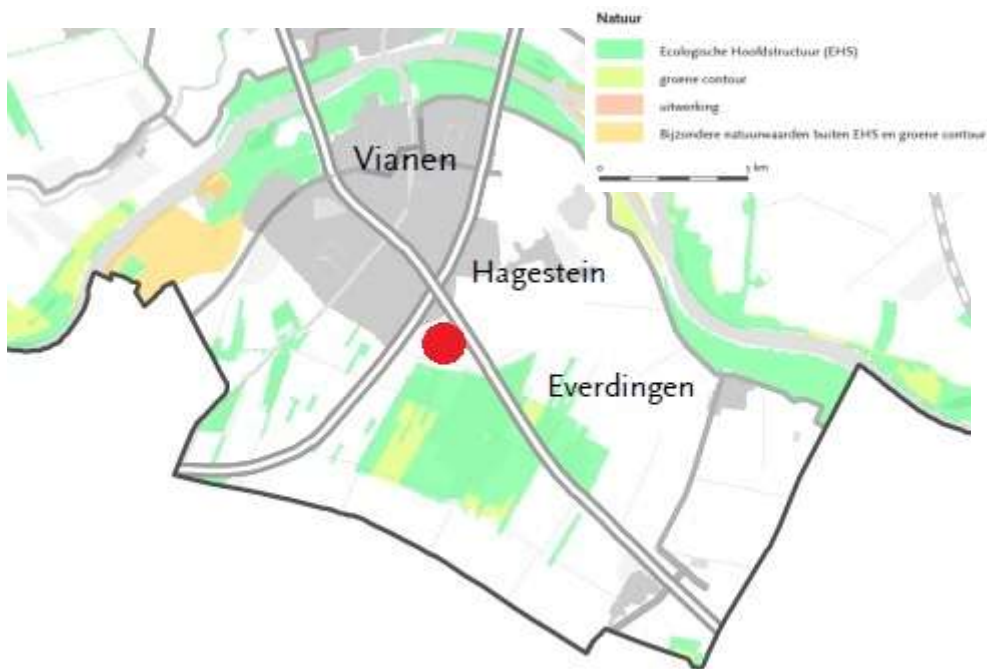 Natuur
Ecologische Hoofdstructuur (EHS)
groene contour
uitwerking
Bijzondere natuurwaarden buiten EHS en groene contour
0 3 km
Vianen
Hagestein
Everdingen